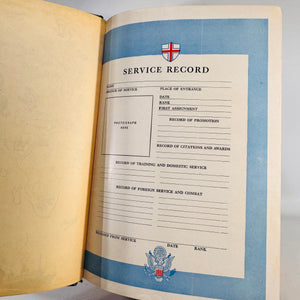 SERVICE RECORD
NAME
BRANCH OF SERVICE
PLACE OF ENTRANCE
DATE
RANK
FIRST ASSIGNMENT
PHOTOGRAPH
HERE
RECORD OF PROMOTION
RECORD OF CITATIONS AND AWARDS
RECORD OF TRAINING AND DOMESTIC SERVICE
RECORD OF FOREIGN SERVICE AND COMBAT
RELEASED FROM SERVICE
DATE
RANK